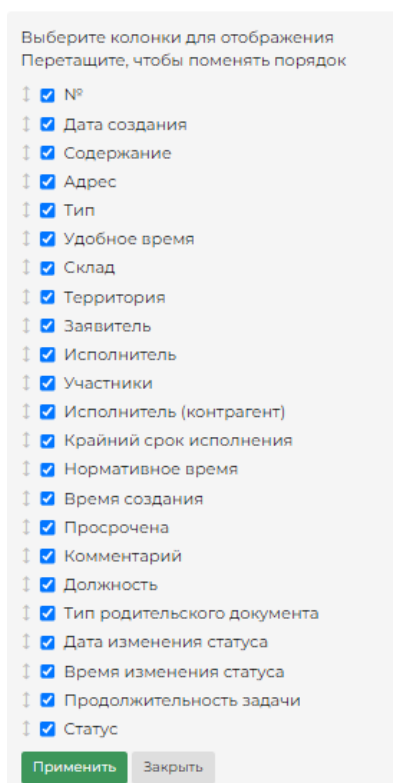 Выберите колонки для отображения
Перетащите, чтобы поменять порядок
№
Дата создания
Содержание
Адрес
Тип
Удобное время
Склад
Территория
Заявитель
Исполнитель
Участники
Исполнитель (контрагент)
Крайний срок исполнения
Нормативное время
Время создания
Просрочена
Комментарий
Должность
Тип родительского документа
Дата изменения статуса
Время изменения статуса
Продолжительность задачи
Статус
Применить Закрыть